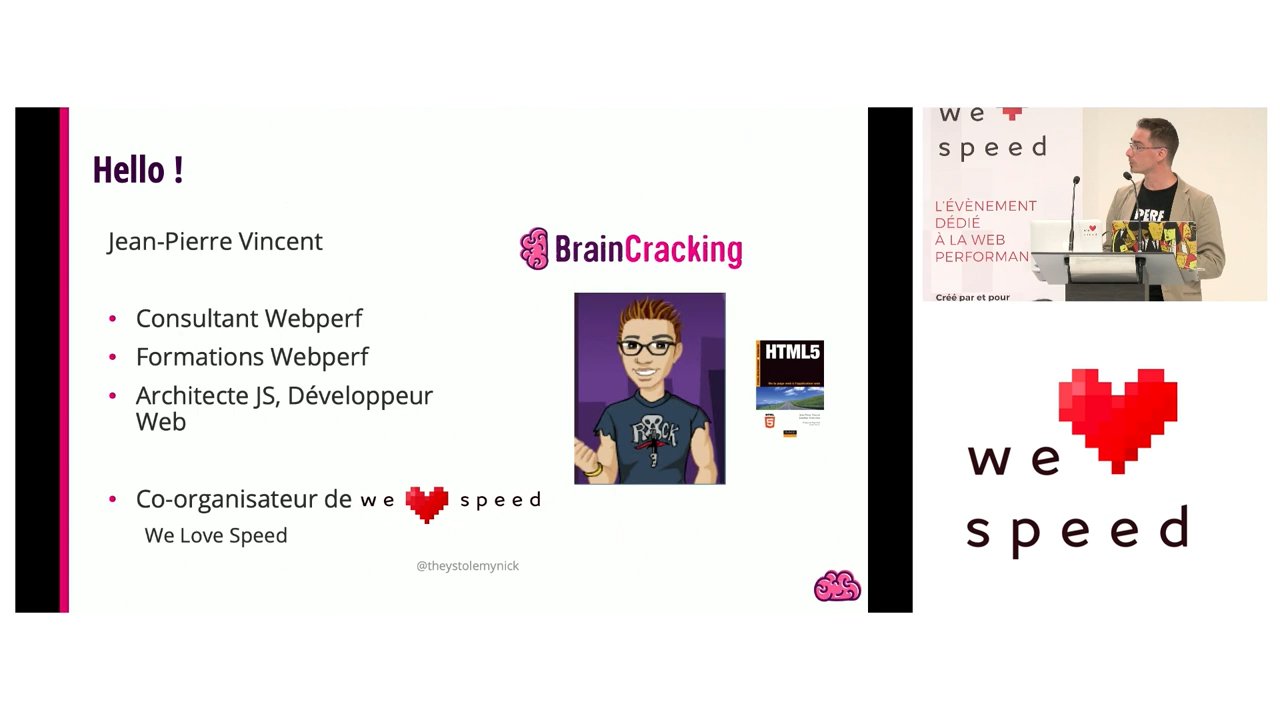 Hello !
Jean-Pierre Vincent
BrainCracking
• Consultant Webperf
• Formations Webperf
• Architecte JS, Développeur
Web
• Co-organisateur de we speed
We Love Speed
@theystolemynick
ROCK
HTML5
we
speed
L'ÉVÈNEMENT
DÉDIÉ
À LA WEB
PERFORMAN
Créé par et pour
we
speed